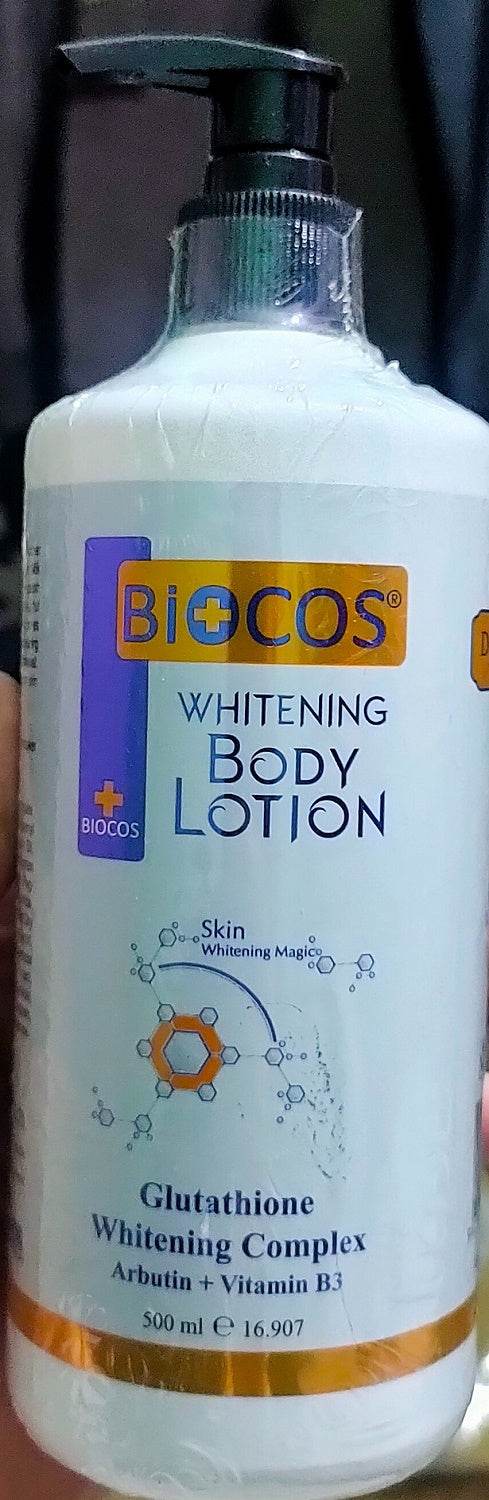 BiOCOS®
WHITENING
BODY
LOTION
BIOCOS
Skin
Whitening Magic
Glutathione
Whitening Complex
Arbutin + Vitamin B3
500 ml ℮ 16.907